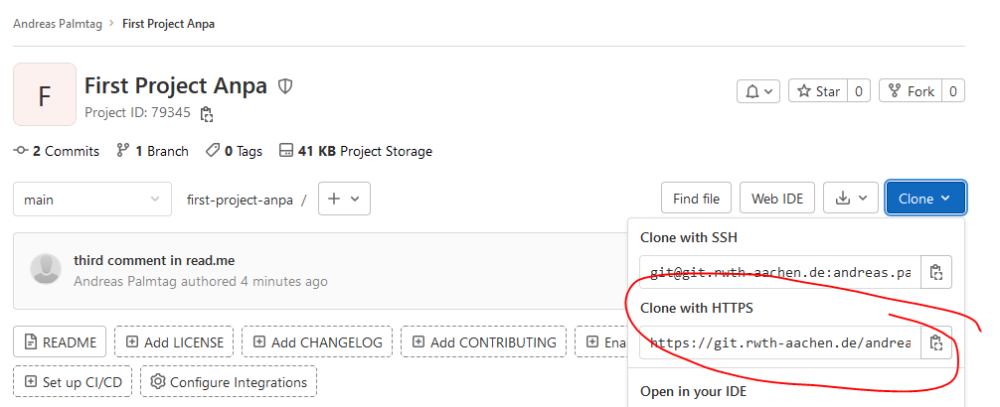 Andreas Palmtag > First Project Anpa
F
First Project Anpa
Project ID: 79345
Star 0
Fork 0
2 Commits 1 Branch 0 Tags 41 KB Project Storage
main
first-project-anpa /
Find file
Web IDE
Clone
third comment in read.me
Andreas Palmtag authored 4 minutes ago
Clone with SSH
git@git.rwth-aachen.de:andreas.pa
Clone with HTTPS
https://git.rwth-aachen.de/andrea
README
Add LICENSE
Add CHANGELOG
Add CONTRIBUTING
Ena
Set up CI/CD
Configure Integrations
Open in your IDE